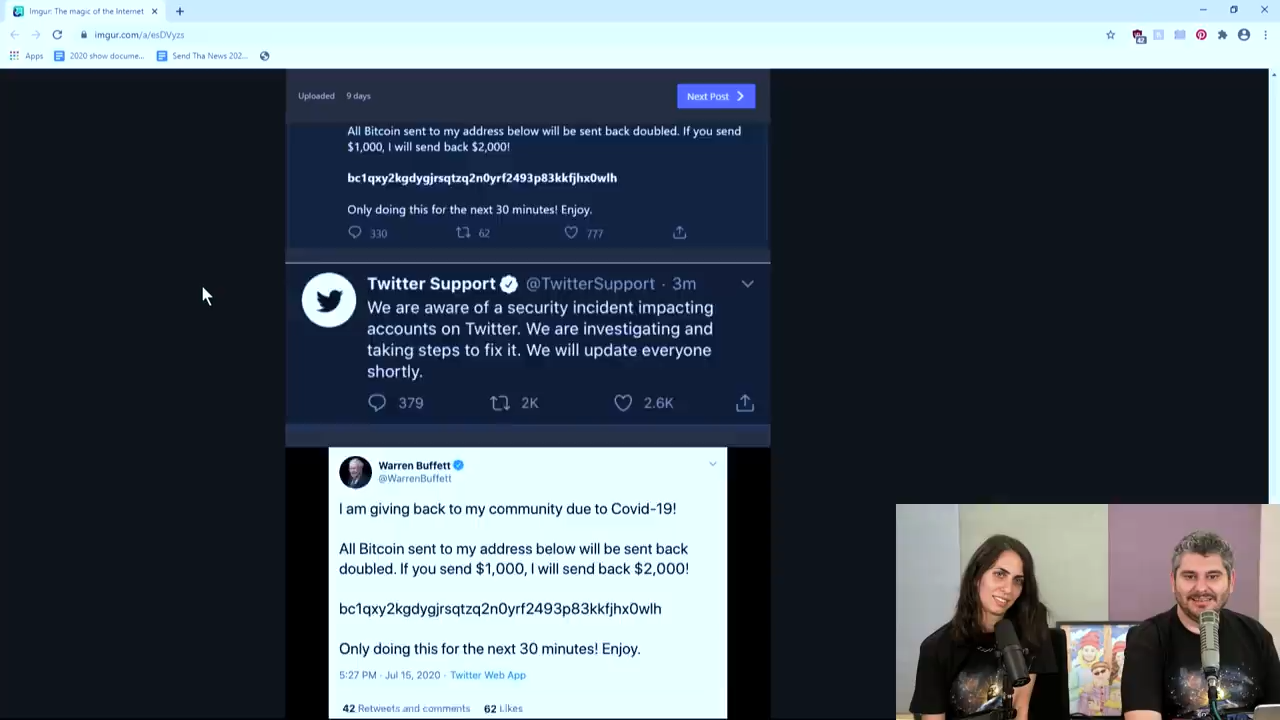 Imgur: The magic of the Internet
imgur.com/a/esDVyzs
42
Apps
2020 show docume...
Send Tha News 202...
Uploaded 9 days
Next Post
All Bitcoin sent to my address below will be sent back doubled. If you send
$1,000, I will send back $2,000!
bc1qxy2kgdygjrsqtzq2n0yrf2493p83kkfjhx0wlh
Only doing this for the next 30 minutes! Enjoy.
330 62 777
Twitter Support @TwitterSupport · 3m
We are aware of a security incident impacting
accounts on Twitter. We are investigating and
taking steps to fix it. We will update everyone
shortly.
379 2K 2.6K
Warren Buffett
@WarrenBuffett
I am giving back to my community due to Covid-19!
All Bitcoin sent to my address below will be sent back
doubled. If you send $1,000, I will send back $2,000!
bc1qxy2kgdygjrsqtzq2n0yrf2493p83kkfjhx0wlh
Only doing this for the next 30 minutes! Enjoy.
5:27 PM · Jul 15, 2020 · Twitter Web App
42 Retweets and comments 62 Likes